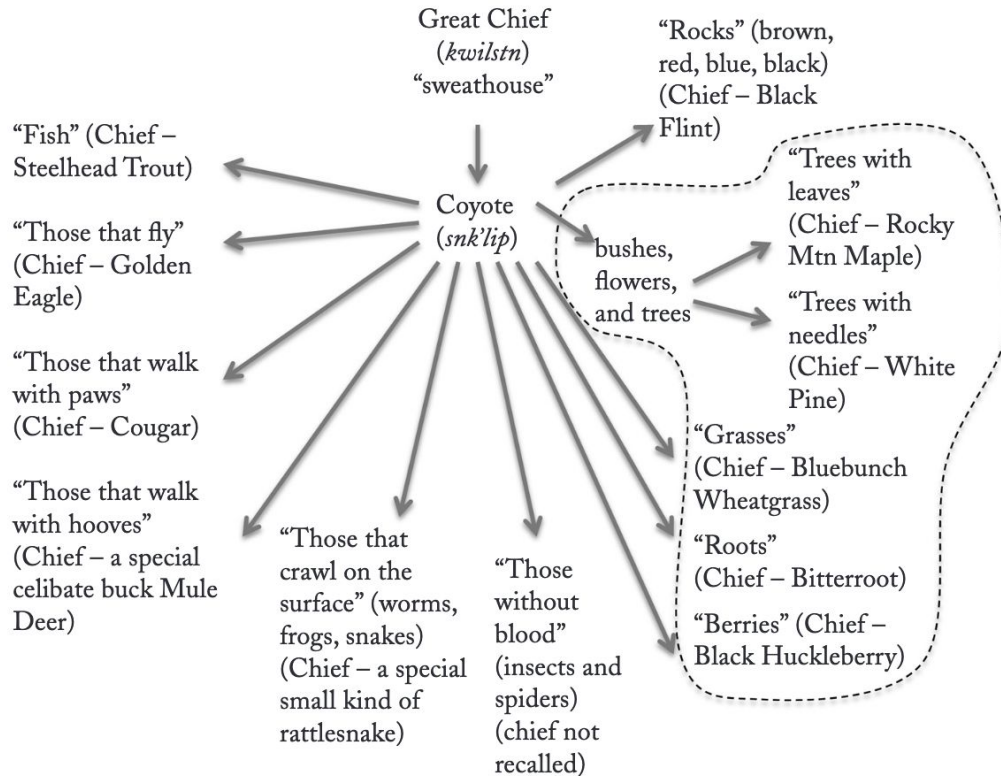 Great Chief
(kwilstn)
“sweathouse”
“Rocks” (brown,
red, blue, black)
(Chief – Black
Flint)
“Fish” (Chief –
Steelhead Trout)
Coyote
(snk’lip)
“Trees with
leaves”
(Chief – Rocky
Mtn Maple)
“Those that fly”
(Chief – Golden
Eagle)
bushes,
flowers,
and trees
“Trees with
needles”
(Chief – White
Pine)
“Those that walk
with paws”
(Chief – Cougar)
“Grasses”
(Chief – Bluebunch
Wheatgrass)
“Those that walk
with hooves”
(Chief – a special
celibate buck Mule
Deer)
“Those that
crawl on the
surface” (worms,
frogs, snakes)
(Chief – a special
small kind of
rattlesnake)
“Those
without
blood”
(insects and
spiders)
(chief not
recalled)
“Roots”
(Chief – Bitterroot)
“Berries” (Chief –
Black Huckleberry)